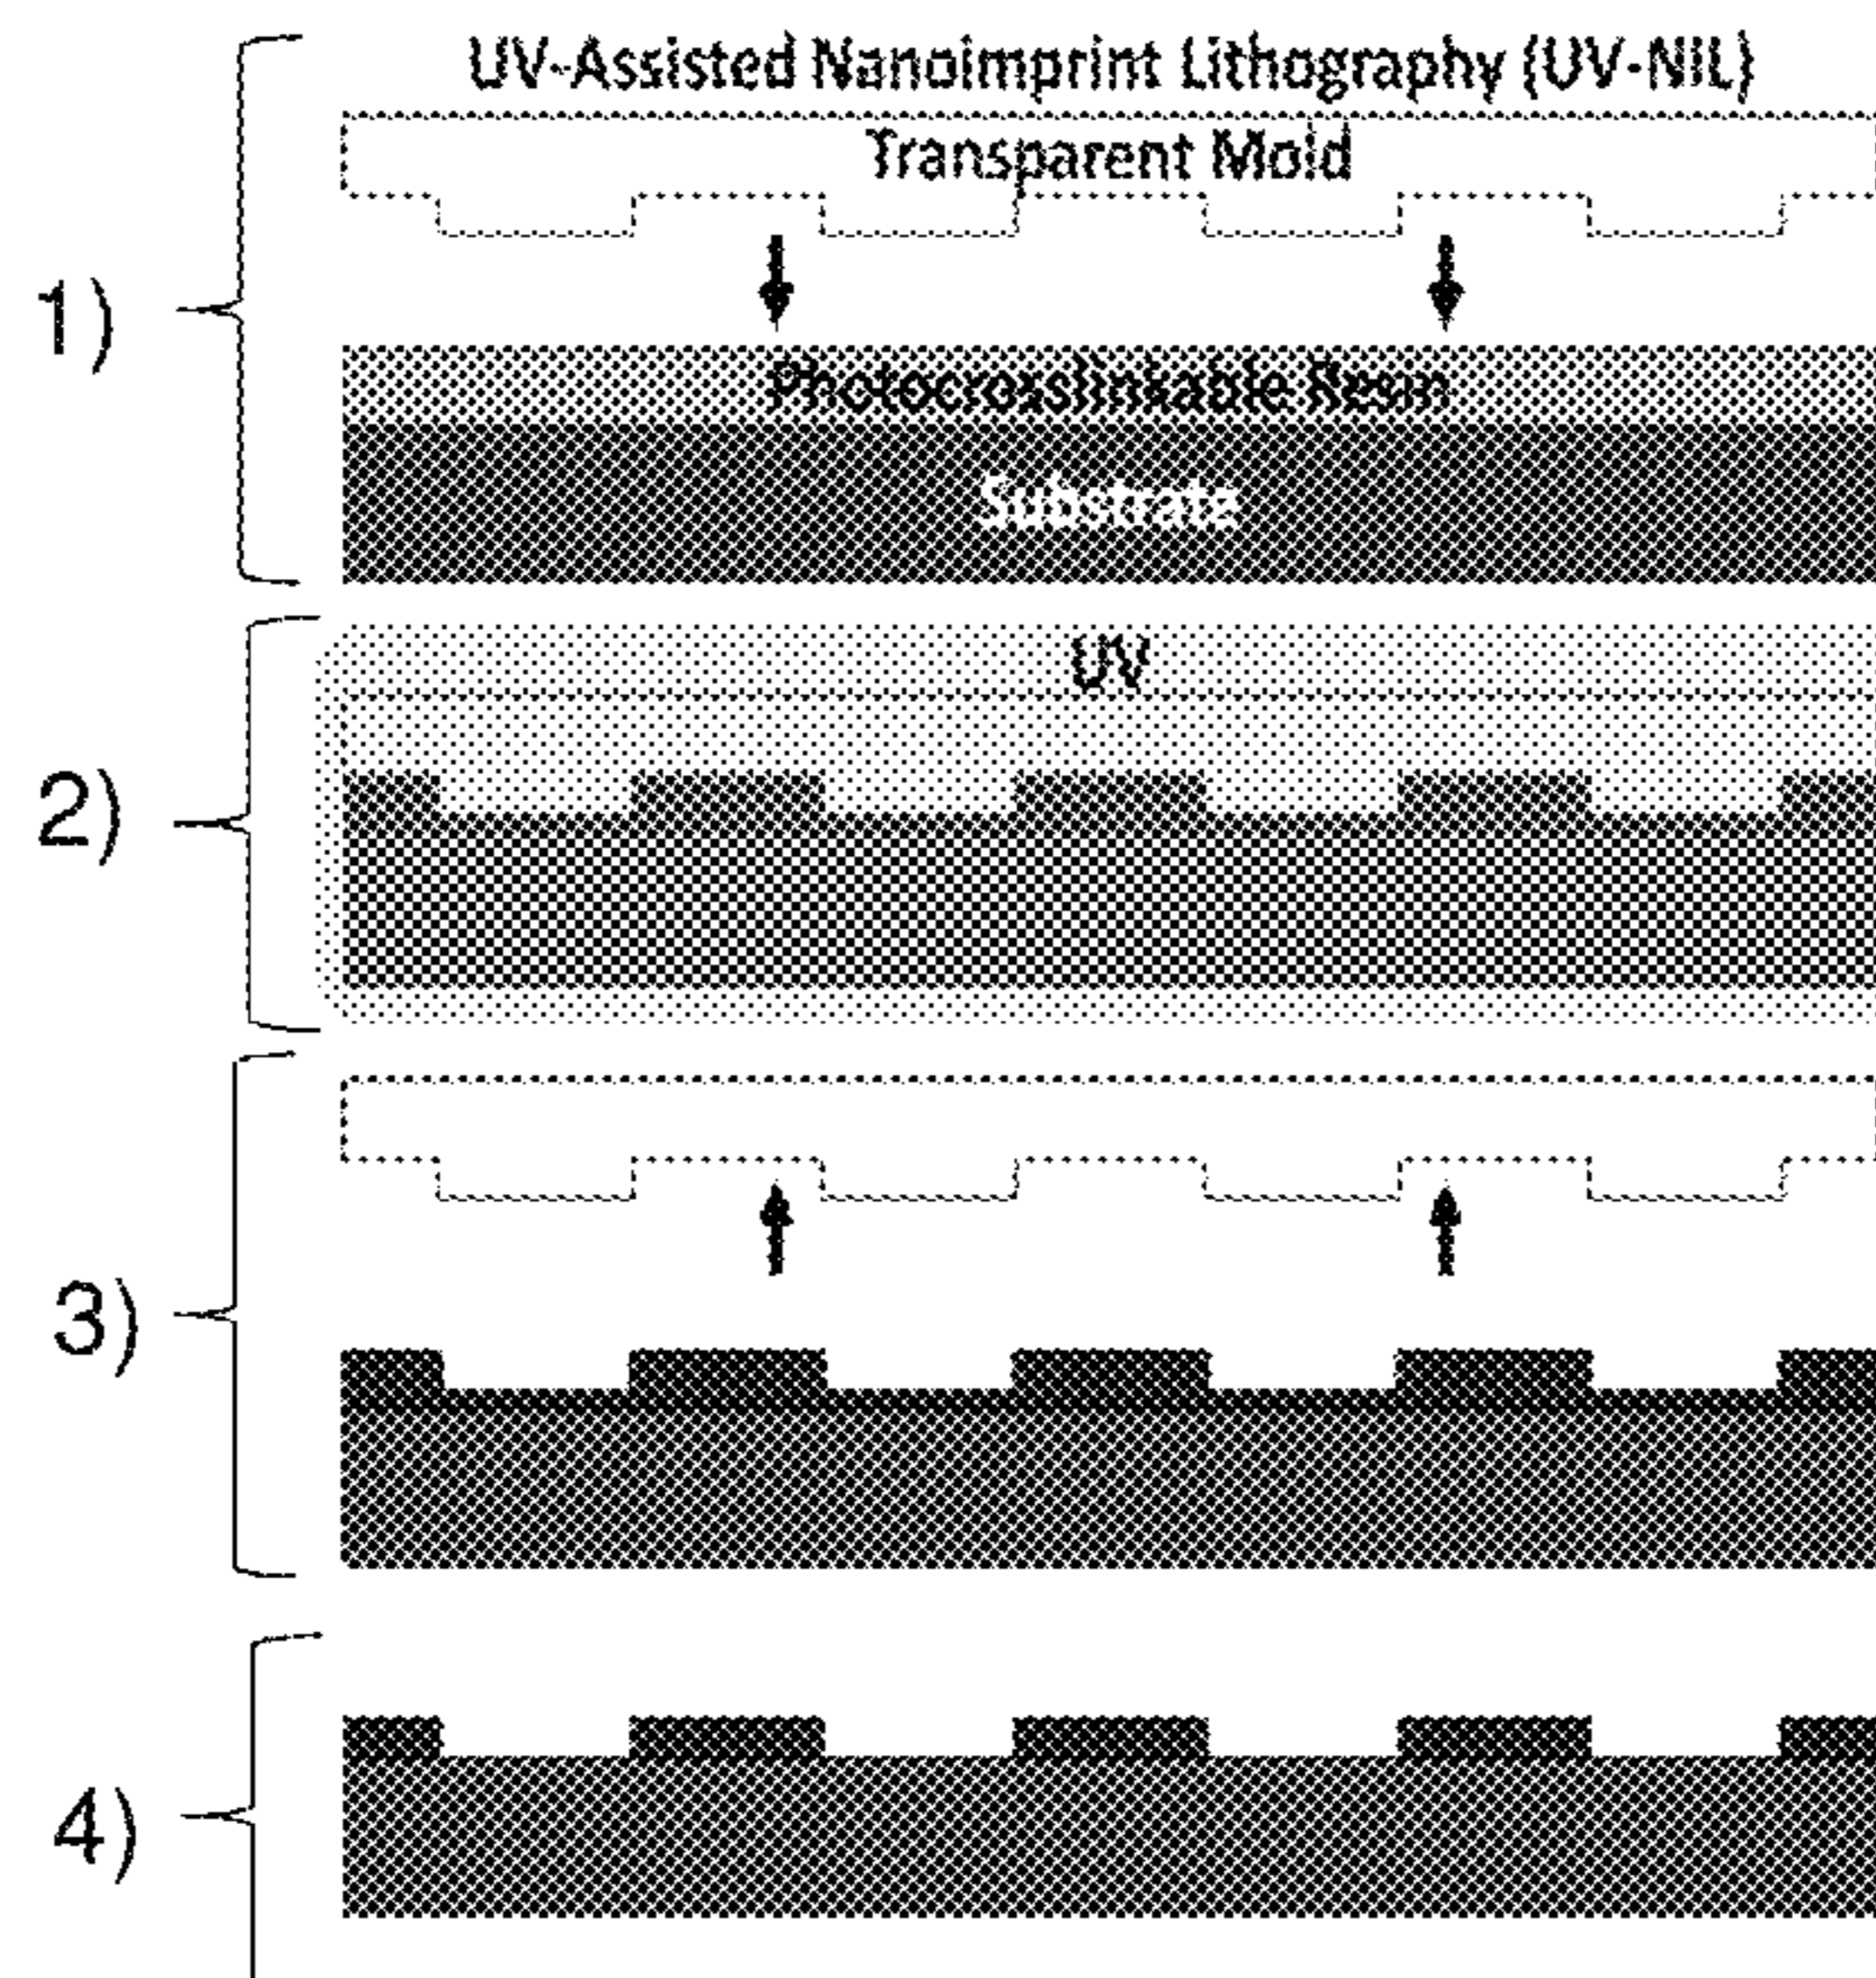 UV-Assisted Nanoimprint Lithography (UV-NIL)
Transparent Mold
1)
Photocrosslinkable Resin
Substrate
UV
2)
3)
4)